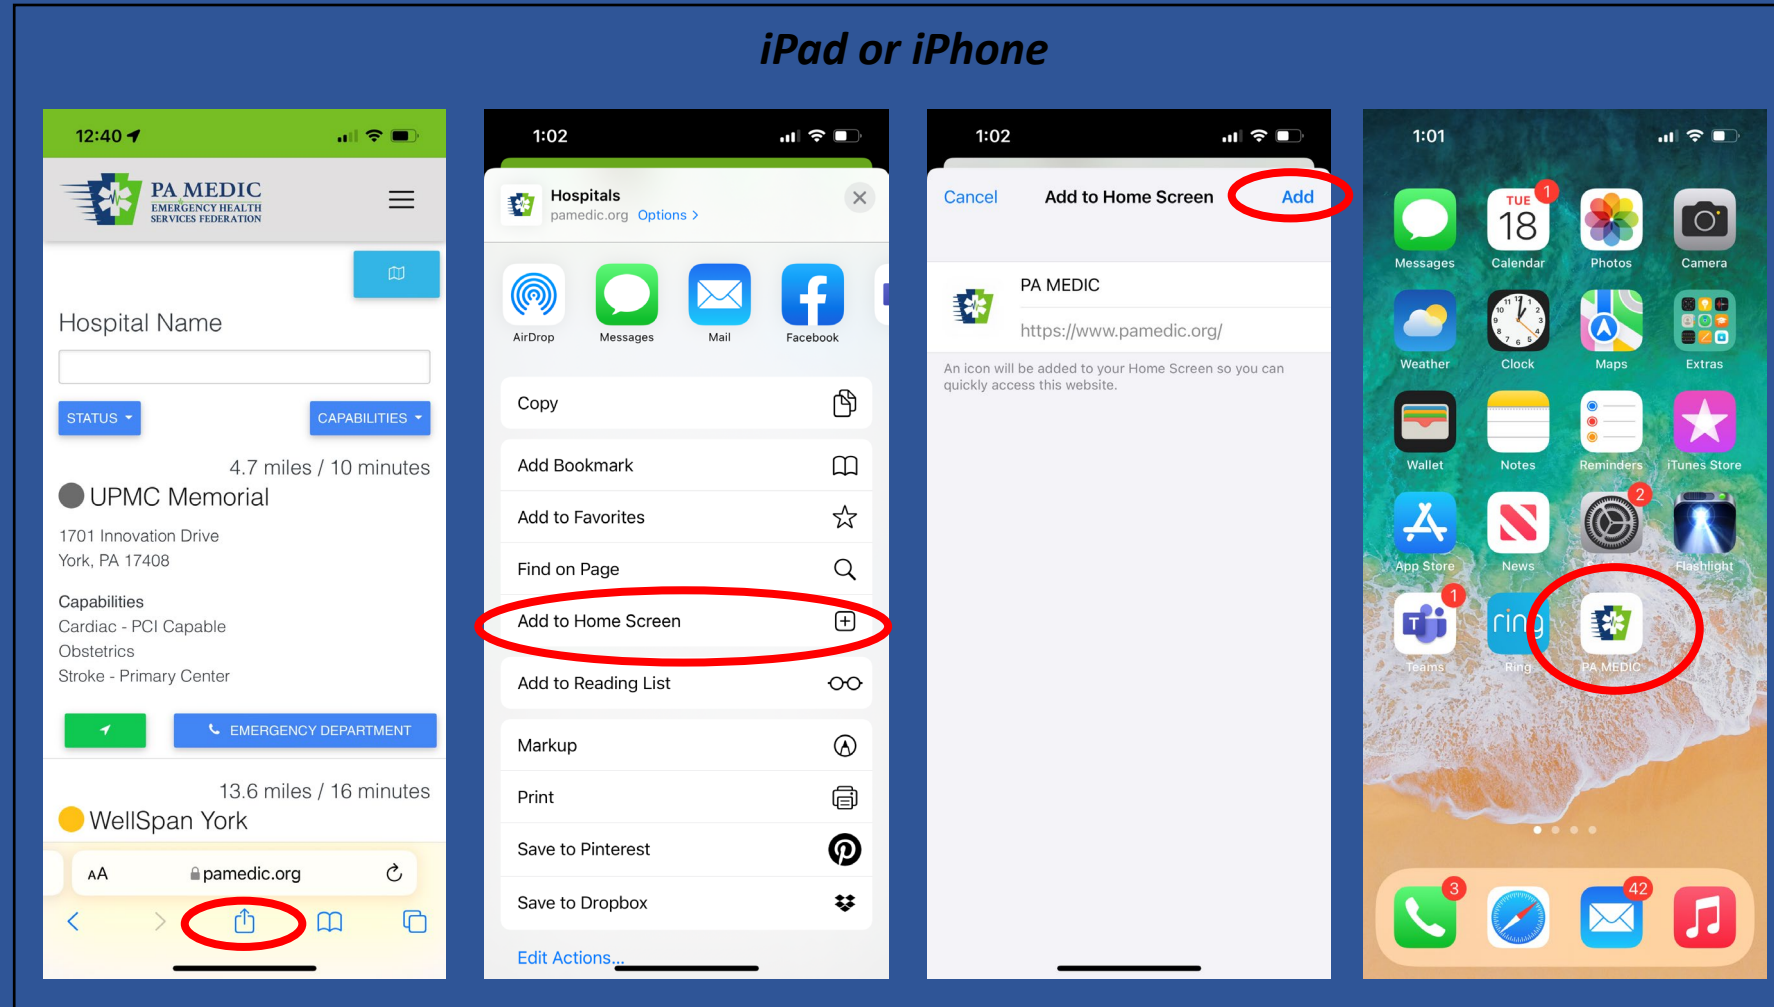 iPad or iPhone
12:40
PA MEDIC
EMERGENCY HEALTH
SERVICES FEDERATION
Hospital Name
STATUS
CAPABILITIES
4.7 miles / 10 minutes
UPMC Memorial
1701 Innovation Drive
York, PA 17408
Capabilities
Cardiac - PCI Capable
Obstetrics
Stroke - Primary Center
EMERGENCY DEPARTMENT
13.6 miles / 16 minutes
WellSpan York
AA pamedic.org
1:02
Hospitals
pamedic.org Options >
AirDrop Messages Mail Facebook
Copy
Add Bookmark
Add to Favorites
Find on Page
Add to Home Screen
Add to Reading List
Markup
Print
Save to Pinterest
Save to Dropbox
Edit Actions...
1:02
Cancel Add to Home Screen Add
PA MEDIC
https://www.pamedic.org/
An icon will be added to your Home Screen so you can
quickly access this website.
1:01
1
TUE
18
Messages Calendar Photos Camera
Weather Clock Maps Extras
Wallet Notes Reminders iTunes Store
2
App Store News Flashlight
1
T ring
Teams Ring PA MEDIC
3 42